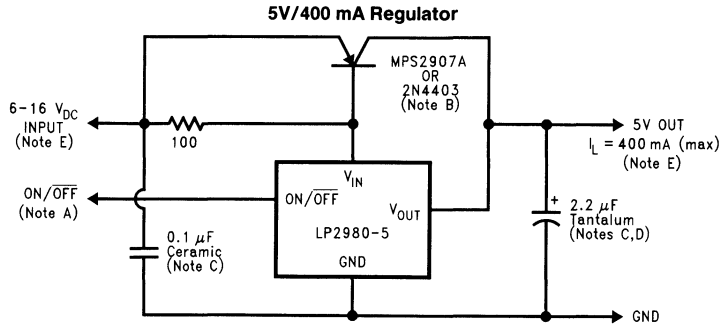 5V/400 mA Regulator
MPS2907A
OR
2N4403
(Note B)
6–16 V_DC
INPUT
(Note E)
100
5V OUT
I_L = 400 mA (max)
(Note E)
V_IN
ON/O̅F̅F̅
(Note A)
ON/O̅F̅F̅
V_OUT
LP2980-5
GND
0.1 µF
Ceramic
(Note C)
+
2.2 µF
Tantalum
(Notes C,D)
GND